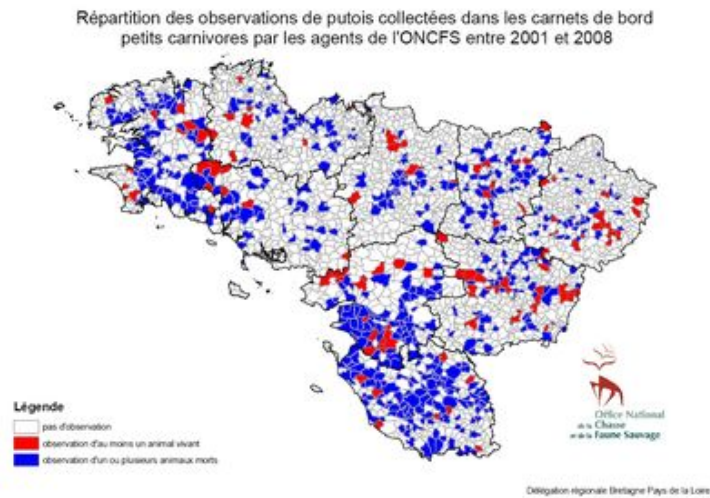 Répartition des observations de putois collectées dans les carnets de bord
petits carnivores par les agents de l'ONCFS entre 2001 et 2008
Légende
pas d'observation
observation d'au moins un animal vivant
observation d'un ou plusieurs animaux morts
Office National
de la Chasse
et de la Faune Sauvage
Délégation régionale Bretagne Pays de la Loire